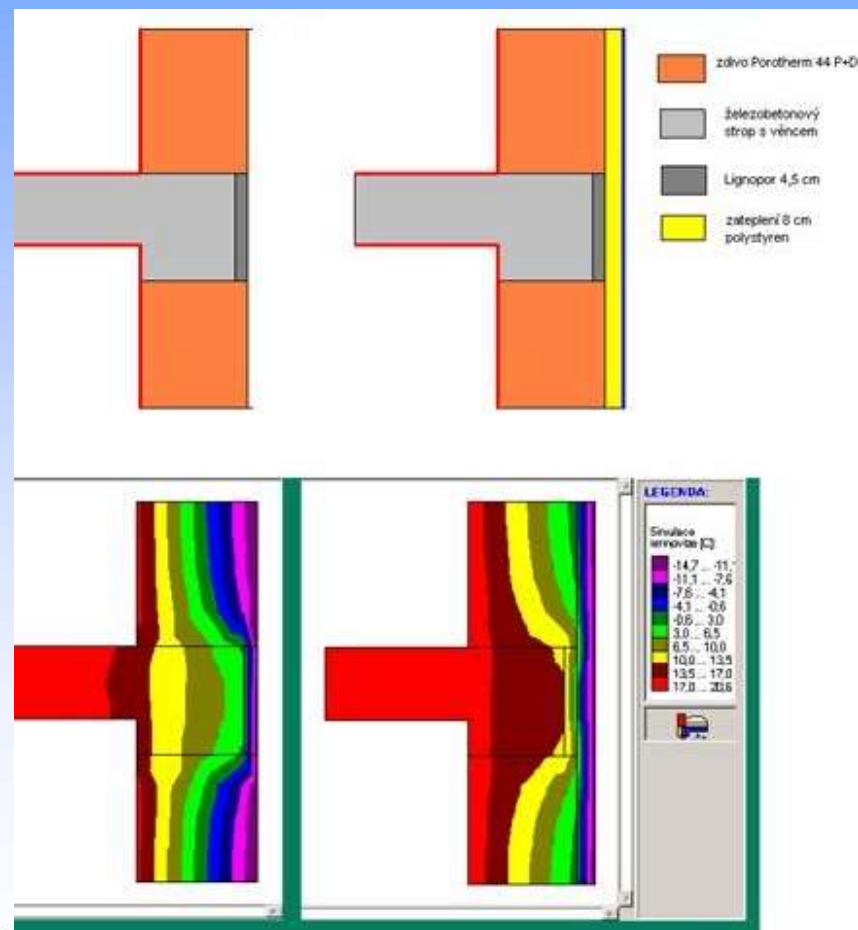 zdivo Porotherm 44 P+D
železobetonový
strop s věncem
Lignopor 4,5 cm
zateplení 8 cm
polystyren
LEGENDA:
Simulace
termovize [C]:
-14,7 ... -11,1
-11,1 ... -7,6
-7,6 ... -4,1
-4,1 ... -0,6
-0,6 ... 3,0
3,0 ... 6,5
6,5 ... 10,0
10,0 ... 13,5
13,5 ... 17,0
17,0 ... 20,6